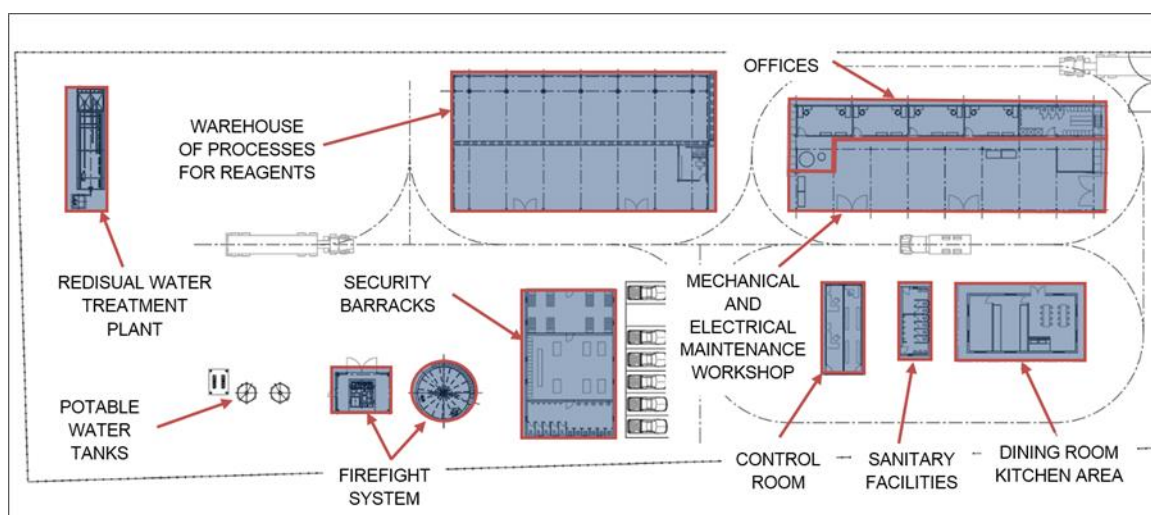 OFFICES
WAREHOUSE
OF PROCESSES
FOR REAGENTS
REDISUAL WATER
TREATMENT
PLANT
SECURITY
BARRACKS
MECHANICAL
AND
ELECTRICAL
MAINTENANCE
WORKSHOP
POTABLE
WATER
TANKS
FIREFIGHT
SYSTEM
CONTROL
ROOM
SANITARY
FACILITIES
DINING ROOM
KITCHEN AREA